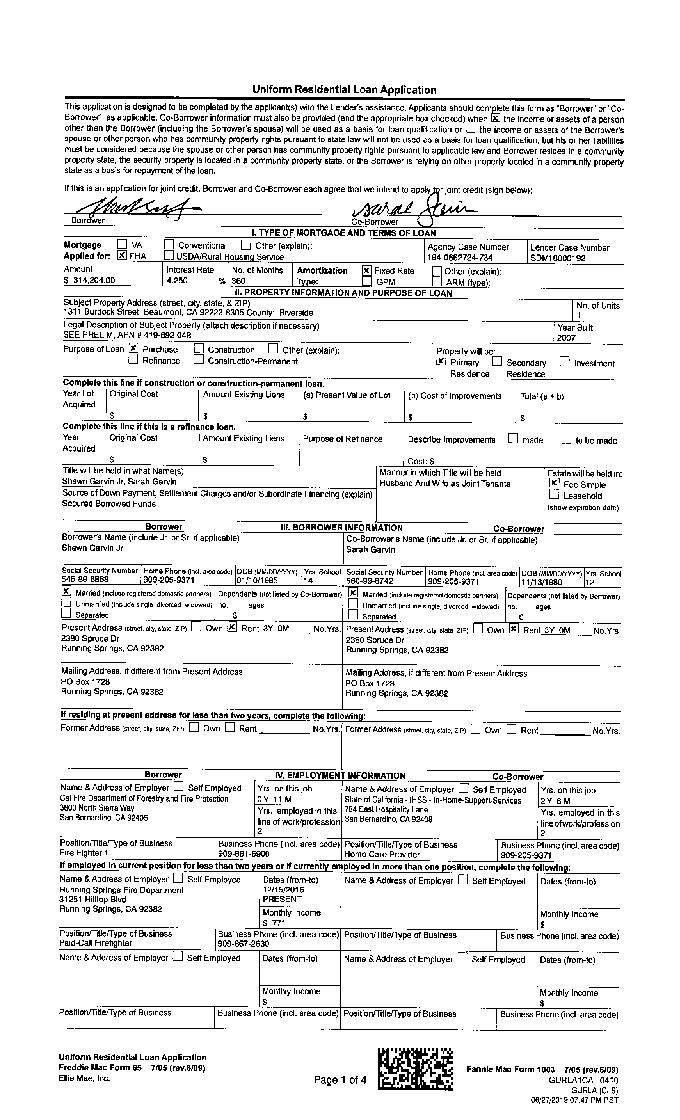 Uniform Residential Loan Application
This application is designed to be completed by the applicant(s) with the Lender's assistance. Applicants should complete this form as "Borrower" or "Co-
Borrower" as applicable. Co-Borrower information must also be provided (and the appropriate box checked) when the income or assets of a person
other than the Borrower (including the Borrower's spouse) will be used as a basis for loan qualification or the income or assets of the Borrower's
spouse or other person who has community property rights pursuant to state law will not be used as a basis for loan qualification, but his or her liabilities
must be considered because the spouse or other person has community property rights pursuant to applicable law and Borrower resides in a community
property state, the security property is located in a community property state, or the Borrower is relying on other property located in a community property
state as a basis for repayment of the loan.
If this is an application for joint credit, Borrower and Co-Borrower each agree that we intend to apply for joint credit (sign below):
Borrower Co-Borrower
I. TYPE OF MORTGAGE AND TERMS OF LOAN
Mortgage VA Conventional Other (explain): Agency Case Number Lender Case Number
Applied for: FHA USDA/Rural Housing Service
Amount Interest Rate No. of Months Amortization Fixed Rate Other (explain):
$ 314,204.00 4.250 % 360 Type: GPM ARM (type):
II. PROPERTY INFORMATION AND PURPOSE OF LOAN
Subject Property Address (street, city, state, & ZIP) No. of Units
1311 Burdock Street Beaumont, CA 92223 County: Riverside 1
Legal Description of Subject Property (attach description if necessary) Year Built
SEE PRELIM, 2007
Purpose of Loan Purchase Construction Other (explain): Property will be:
Refinance Construction-Permanent Primary Residence Secondary Residence Investment
Complete this line if construction or construction-permanent loan.
Year Lot Acquired Original Cost Amount Existing Liens (a) Present Value of Lot (b) Cost of Improvements Total (a + b)
$ $ $ $ $
Complete this line if this is a refinance loan.
Year Acquired Original Cost Amount Existing Liens Purpose of Refinance Describe Improvements made to be made
$ $ Cost: $
Title will be held in what Name(s) Manner in which Title will be held Estate will be held in:
Shawn Garvin Jr, Sarah Garvin Husband And Wife as Joint Tenants Fee Simple
Source of Down Payment, Settlement Charges and/or Subordinate Financing (explain) Leasehold
Secured Borrowed Funds (show expiration date)
Borrower III. BORROWER INFORMATION Co-Borrower
Borrower's Name (include Jr. or Sr. if applicable) Co-Borrower's Name (include Jr. or Sr. if applicable)
Shawn Garvin Jr Sarah Garvin
Social Security Number Home Phone (incl. area code) DOB (MM/DD/YYYY) Yrs. School Social Security Number Home Phone (incl. area code) DOB (MM/DD/YYYY) Yrs. School
909-205-9371 14 909-205-9371 11/13/1980 12
Married (include registered domestic partners) Dependents (not listed by Co-Borrower) Married (include registered domestic partners) Dependents (not listed by Borrower)
Unmarried (include single, divorced, widowed) no. ages Unmarried (include single, divorced, widowed) no. ages
Separated Separated
Present Address (street, city, state, ZIP) Own Rent 3Y 0M No.Yrs. Present Address (street, city, state, ZIP) Own Rent 3Y 0M No.Yrs.
2380 Spruce Dr 2380 Spruce Dr
Running Springs, CA 92382 Running Springs, CA 92382
Mailing Address, if different from Present Address Mailing Address, if different from Present Address
PO Box 1728 PO Box 1728
Running Springs, CA 92382 Running Springs, CA 92382
If residing at present address for less than two years, complete the following:
Former Address (street, city, state, ZIP) Own Rent No.Yrs. Former Address (street, city, state, ZIP) Own Rent No.Yrs.
Borrower IV. EMPLOYMENT INFORMATION Co-Borrower
Name & Address of Employer Self Employed Yrs. on this job Name & Address of Employer Self Employed Yrs. on this job
Cal Fire Department of Forestry and Fire Protection 0 Y 11 M State of California - IHSS - In-Home Support Services 2 Y 6 M
3800 North Sierra Way Yrs. employed in this line of work/profession 784 East Hospitality Lane Yrs. employed in this line of work/profession
San Bernardino, CA 92405 2 San Bernardino, CA 2
Position/Title/Type of Business Business Phone (incl. area code) Position/Title/Type of Business Business Phone (incl. area code)
Fire Fighter 1 909-881-6900 Home Care Provider 909-205-9371
If employed in current position for less than two years or if currently employed in more than one position, complete the following:
Name & Address of Employer Self Employed Dates (from-to) Name & Address of Employer Self Employed Dates (from-to)
Running Springs Fire Department 12/15/2016
31251 Hilltop Blvd PRESENT
Running Springs, CA 92382 Monthly Income Monthly Income
$ 771 $
Position/Title/Type of Business Business Phone (incl. area code) Position/Title/Type of Business Business Phone (incl. area code)
Paid-Call Firefighter 909-867-2630
Name & Address of Employer Self Employed Dates (from-to) Name & Address of Employer Self Employed Dates (from-to)
Monthly Income Monthly Income
$ $
Position/Title/Type of Business Business Phone (incl. area code) Position/Title/Type of Business Business Phone (incl. area code)
Uniform Residential Loan Application
Freddie Mac Form 65 7/05 (rev.6/09) Fannie Mae Form 1003 7/05 (rev.6/09)
Ellie Mae, Inc. Page 1 of 4